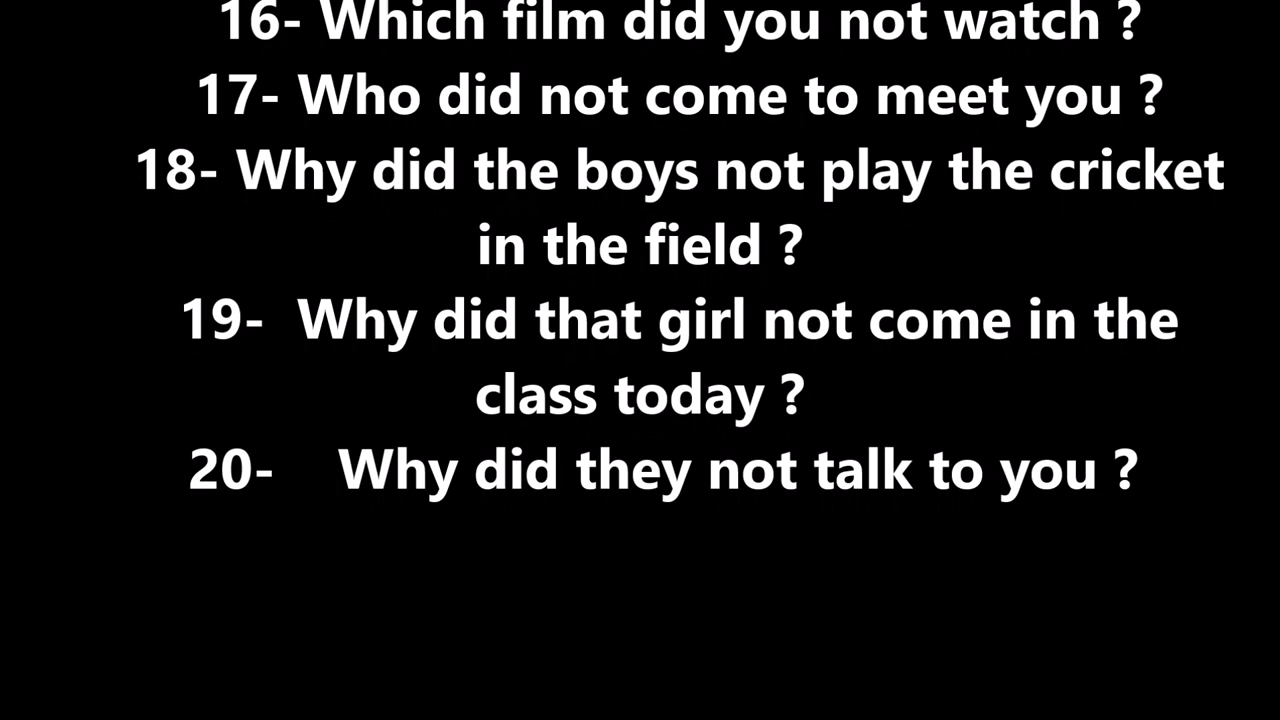 16- Which film did you not watch ?
17- Who did not come to meet you ?
18- Why did the boys not play the cricket
in the field ?
19- Why did that girl not come in the
class today ?
20- Why did they not talk to you ?